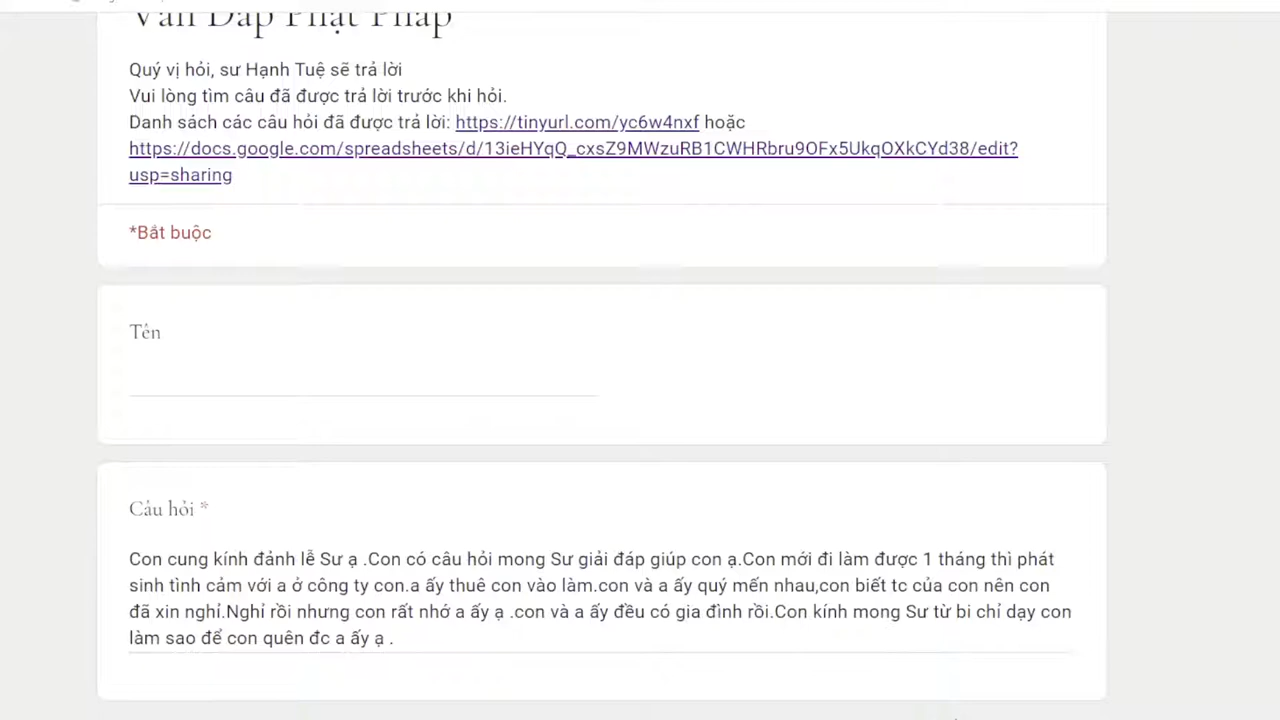 Vấn Đáp Phật Pháp
Quý vị hỏi, sư Hạnh Tuệ sẽ trả lời
Vui lòng tìm câu đã được trả lời trước khi hỏi.
Danh sách các câu hỏi đã được trả lời: https://tinyurl.com/yc6w4nxf hoặc
https://docs.google.com/spreadsheets/d/13ieHYqQ_cxsZ9MWzuRB1CWHRbru9OFx5UkqOXkCYd38/edit?
usp=sharing
*Bắt buộc
Tên
Câu hỏi *
Con cung kính đảnh lễ Sư ạ .Con có câu hỏi mong Sư giải đáp giúp con ạ.Con mới đi làm được 1 tháng thì phát
sinh tình cảm với a ở công ty con.a ấy thuê con vào làm.con và a ấy quý mến nhau,con biết tc của con nên con
đã xin nghỉ.Nghỉ rồi nhưng con rất nhớ a ấy ạ .con và a ấy đều có gia đình rồi.Con kính mong Sư từ bi chỉ dạy con
làm sao để con quên đc a ấy ạ .